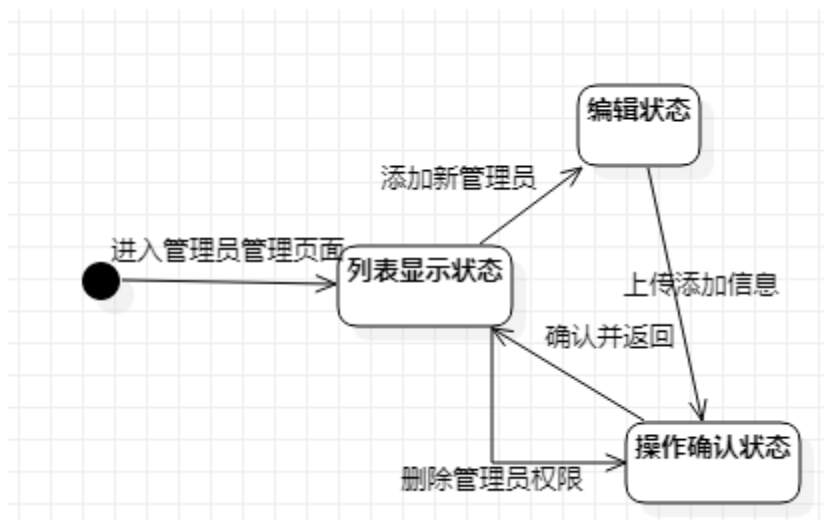 编辑状态
添加新管理员
进入管理员管理页面
列表显示状态
上传添加信息
确认并返回
操作确认状态
删除管理员权限